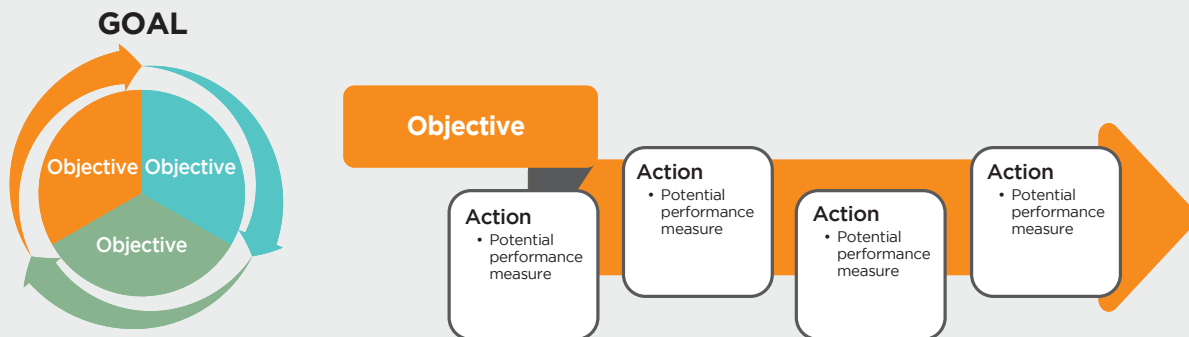 GOAL
Objective
Objective
Objective
Objective
Action
• Potential
performance
measure
Action
• Potential
performance
measure
Action
• Potential
performance
measure
Action
• Potential
performance
measure